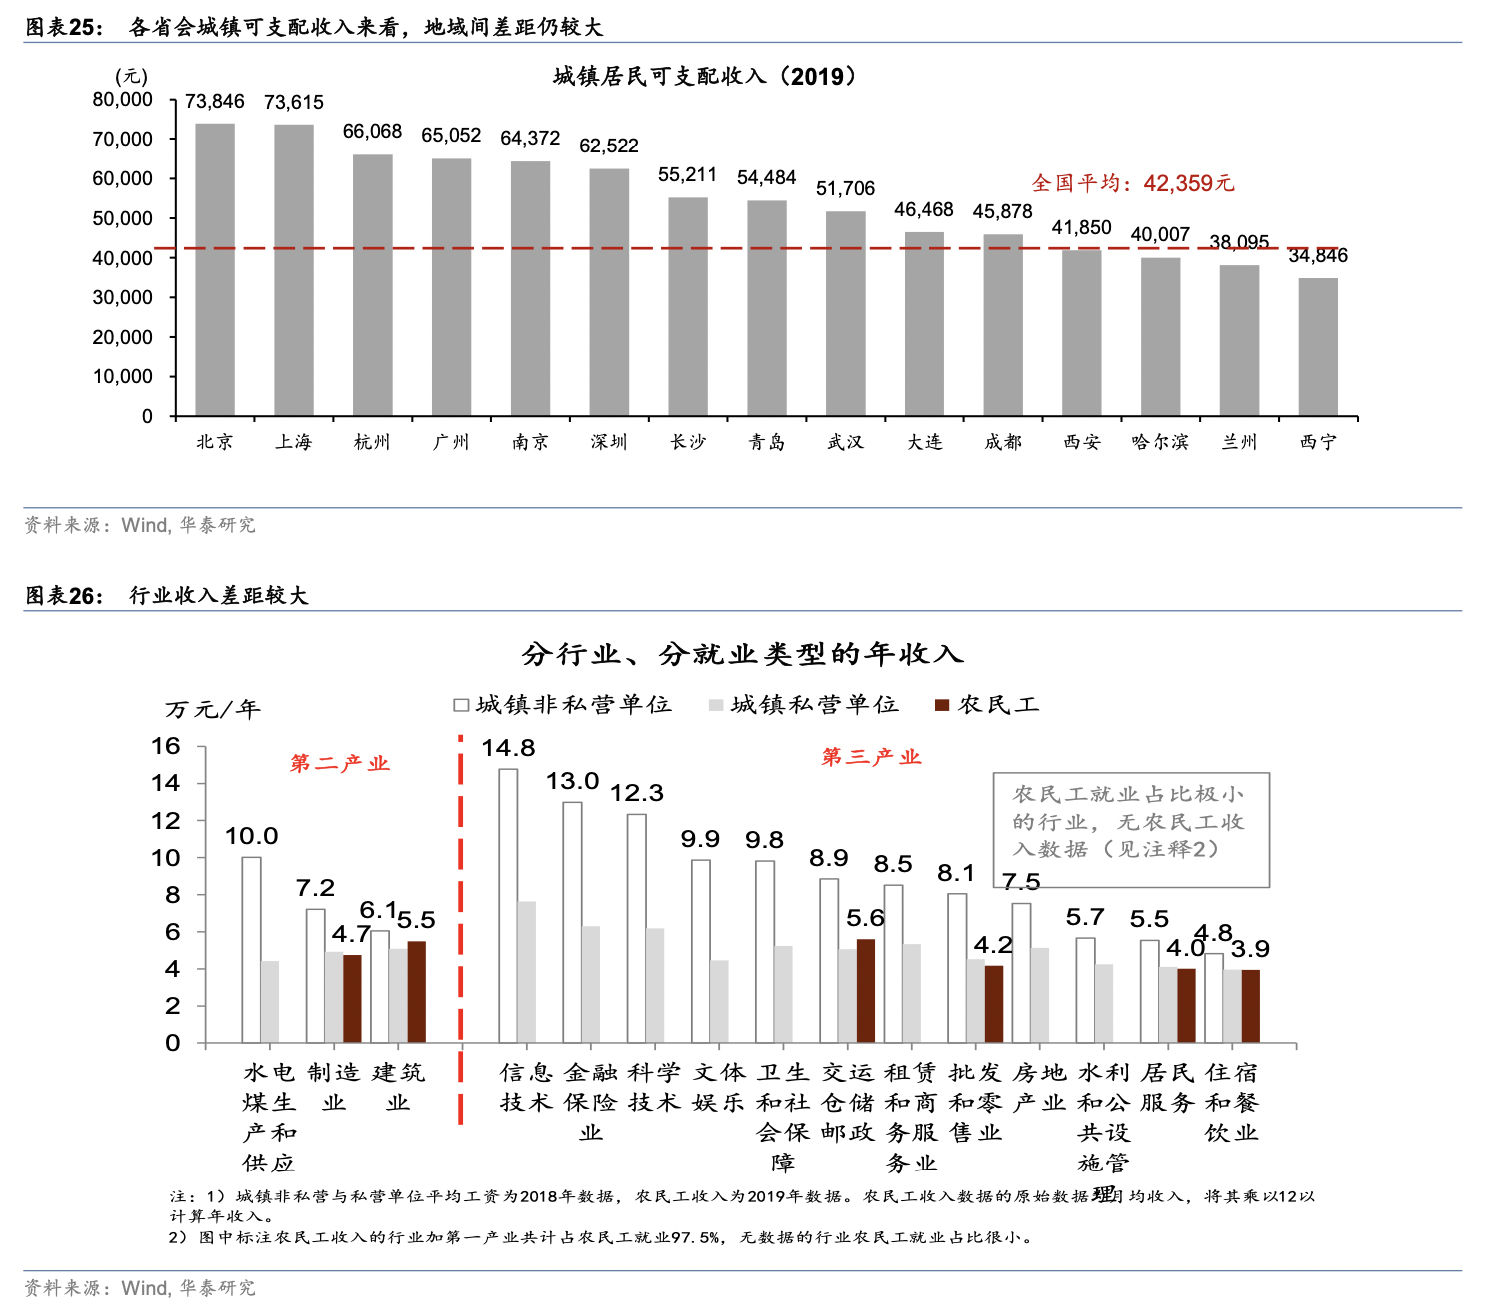 图表25： 各省会城镇可支配收入来看，地域间差距仍较大
(元)
城镇居民可支配收入（2019）
80,000
70,000
60,000
50,000
40,000
30,000
20,000
10,000
0
73,846 73,615 66,068 65,052 64,372 62,522 55,211 54,484 51,706 46,468 45,878 41,850 40,007 38,095 34,846
全国平均：42,359元
北京 上海 杭州 广州 南京 深圳 长沙 青岛 武汉 大连 成都 西安 哈尔滨 兰州 西宁
资料来源：Wind, 华泰研究
图表26： 行业收入差距较大
分行业、分就业类型的年收入
万元/年
城镇非私营单位 城镇私营单位 农民工
16
14
12
10
8
6
4
2
0
第二产业
第三产业
农民工就业占比极小
的行业，无农民工收
入数据（见注释2）
10.0 7.2 4.7 6.1 5.5 14.8 13.0 12.3 9.9 9.8 8.9 5.6 8.5 8.1 4.2 7.5 5.7 5.5 4.0 4.8 3.9
水电 制造 建筑 信息 金融 科学 文体 卫生 交运 租赁 批发 房地 水利 居民 住宿
煤生 业 业 技术 保险 技术 娱乐 和社 仓储 和商 和零 产业 和公 服务 和餐
产和 业 会保 邮政 务服 售业 共设 饮业
供应 障 务业 施管
理
注：1）城镇非私营与私营单位平均工资为2018年数据，农民工收入为2019年数据。农民工收入数据的原始数据为月均收入，将其乘以12以
计算年收入。
2）图中标注农民工收入的行业加第一产业共计占农民工就业97.5%，无数据的行业农民工就业占比很小。
资料来源：Wind, 华泰研究